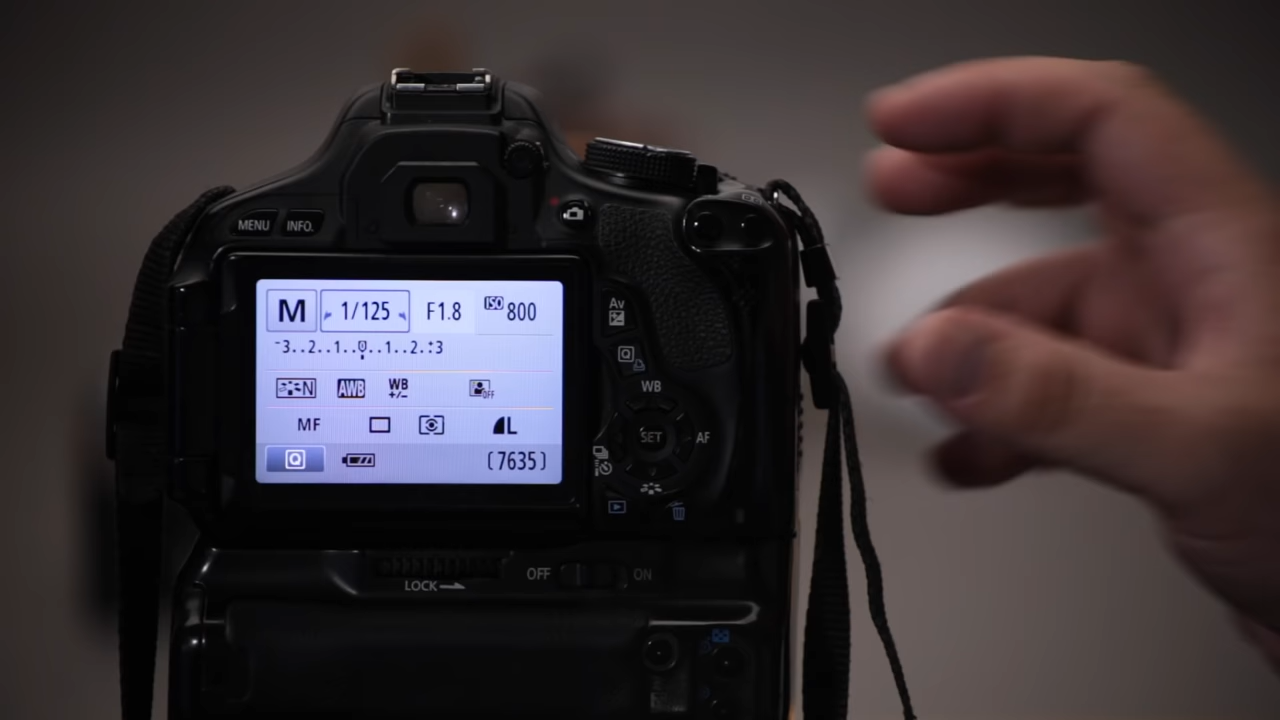 MENU INFO.
M 1/125 F1.8 ISO 800
-3..2..1..0..1..2.:3
N AWB WB +/- OFF
MF L
Q (7635)
Av
Q
WB
SET AF
LOCK OFF ON